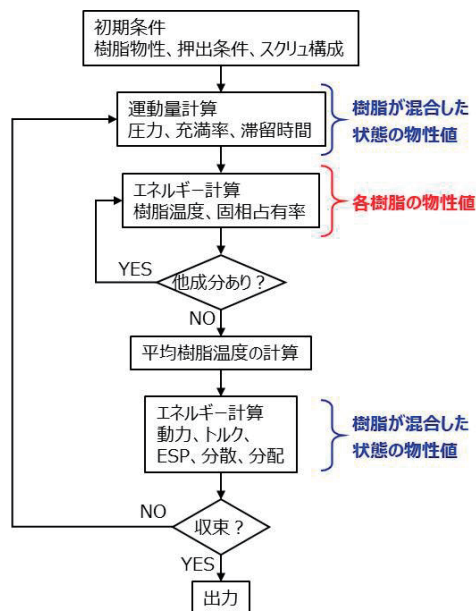 初期条件
樹脂物性、押出条件、スクリュ構成
運動量計算
圧力、充満率、滞留時間
樹脂が混合した
状態の物性値
エネルギー計算
樹脂温度、固相占有率
各樹脂の物性値
YES
他成分あり？
NO
平均樹脂温度の計算
エネルギー計算
動力、トルク、
ESP、分散、分配
樹脂が混合した
状態の物性値
NO
収束？
YES
出力